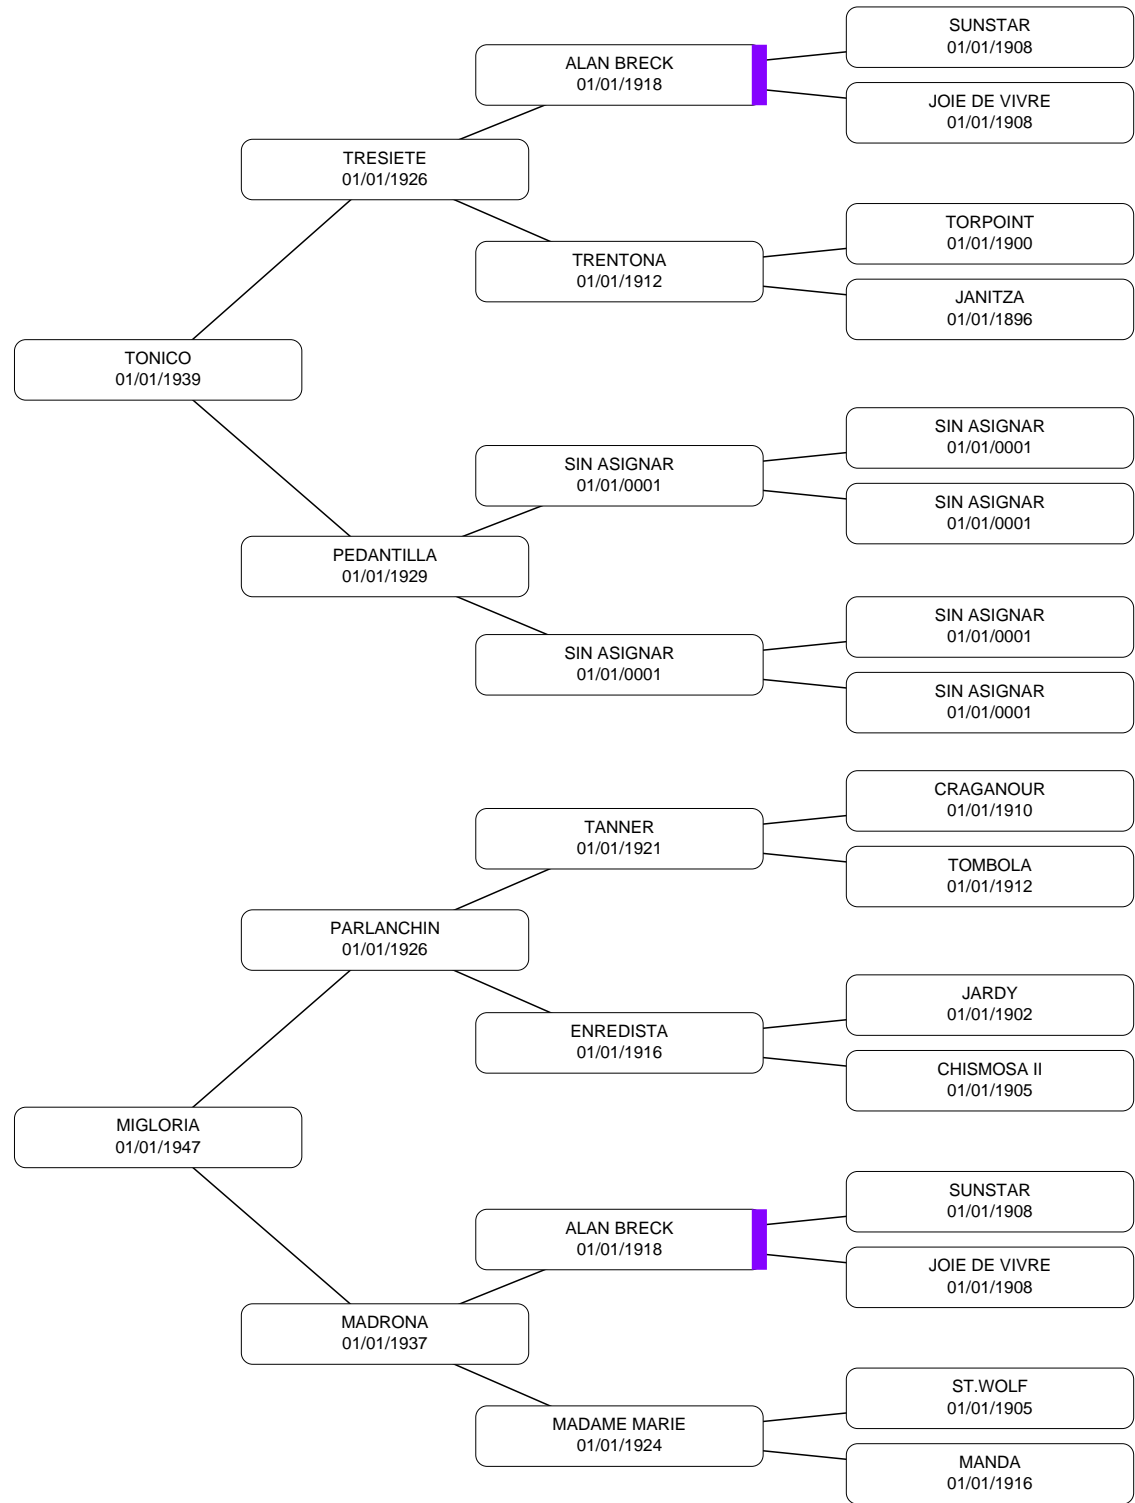 SUNSTAR
01/01/1908
ALAN BRECK
01/01/1918
JOIE DE VIVRE
01/01/1908
TRESIETE
01/01/1926
TORPOINT
01/01/1900
TRENTONA
01/01/1912
JANITZA
01/01/1896
TONICO
01/01/1939
SIN ASIGNAR
01/01/0001
SIN ASIGNAR
01/01/0001
SIN ASIGNAR
01/01/0001
PEDANTILLA
01/01/1929
SIN ASIGNAR
01/01/0001
SIN ASIGNAR
01/01/0001
SIN ASIGNAR
01/01/0001
CRAGANOUR
01/01/1910
TANNER
01/01/1921
TOMBOLA
01/01/1912
PARLANCHIN
01/01/1926
JARDY
01/01/1902
ENREDISTA
01/01/1916
CHISMOSA II
01/01/1905
MIGLORIA
01/01/1947
SUNSTAR
01/01/1908
ALAN BRECK
01/01/1918
JOIE DE VIVRE
01/01/1908
MADRONA
01/01/1937
ST.WOLF
01/01/1905
MADAME MARIE
01/01/1924
MANDA
01/01/1916